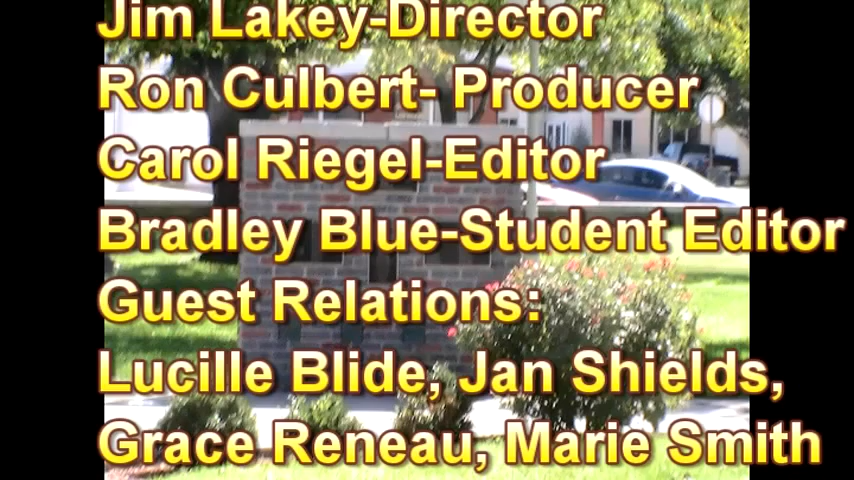 Jim Lakey-Director
Ron Culbert- Producer
Carol Riegel-Editor
Bradley Blue-Student Editor
Guest Relations:
Lucille Blide, Jan Shields,
Grace Reneau, Marie Smith